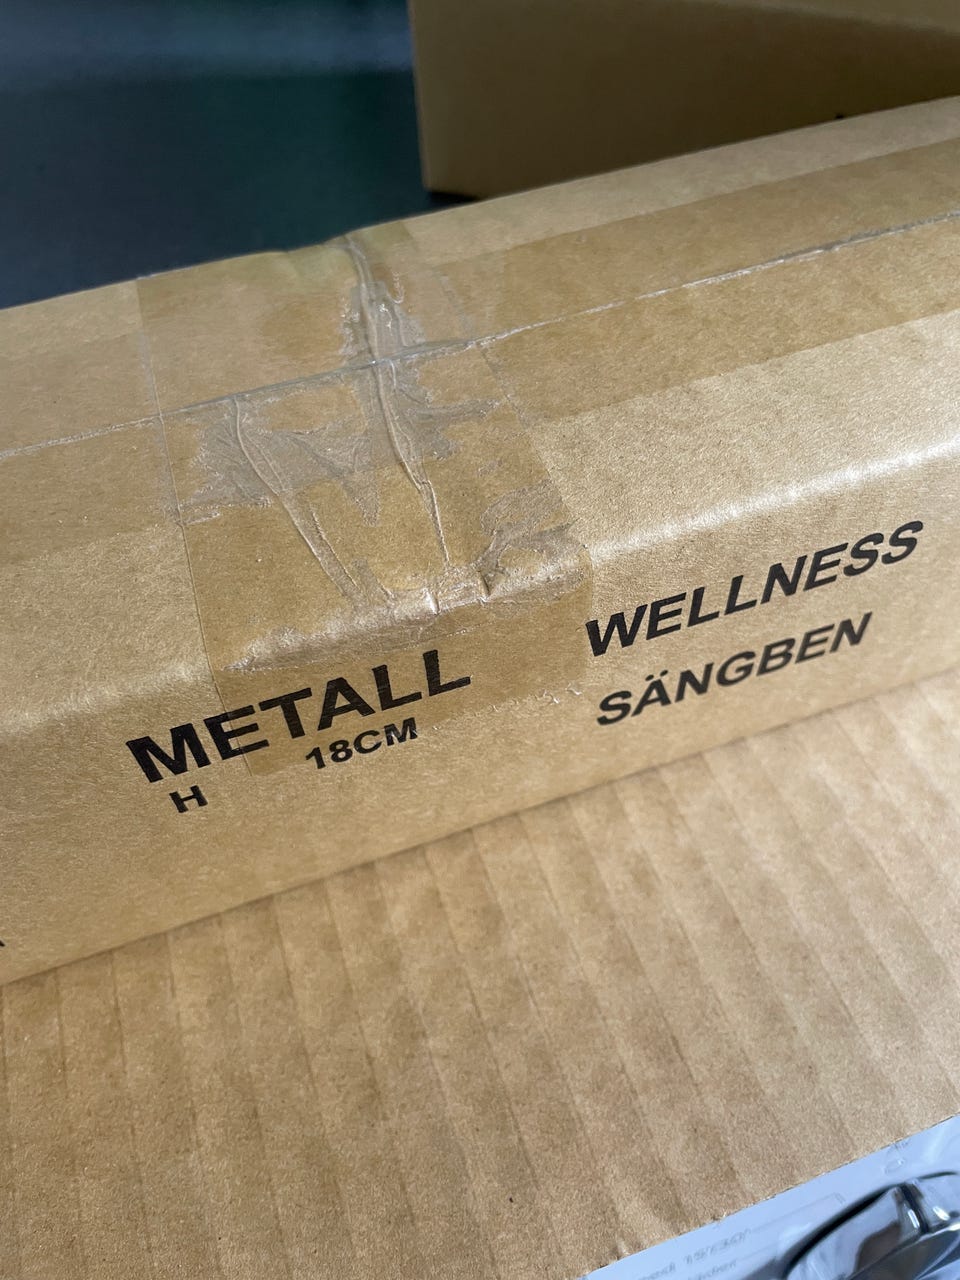 METALL
H 18CM
WELLNESS
SÄNGBEN